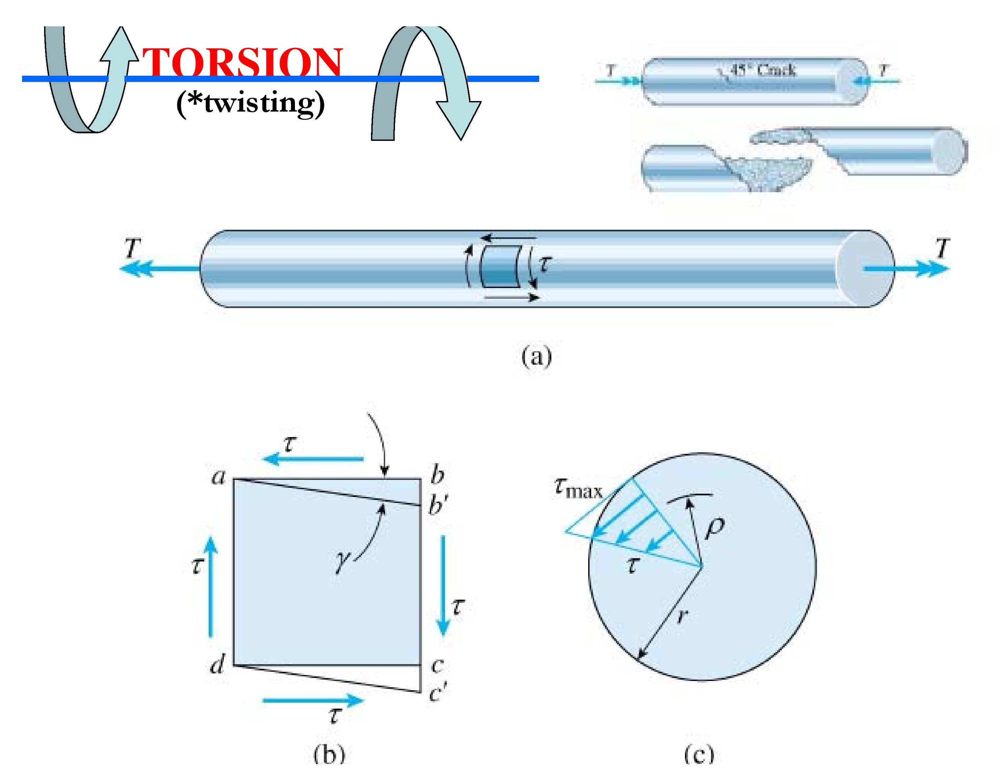 TORSION
(*twisting)
T 45° Crack T
T τ T
(a)
τ
a b
b'
τ γ τ
d c
c'
τ
(b)
τmax
ρ
τ
r
(c)